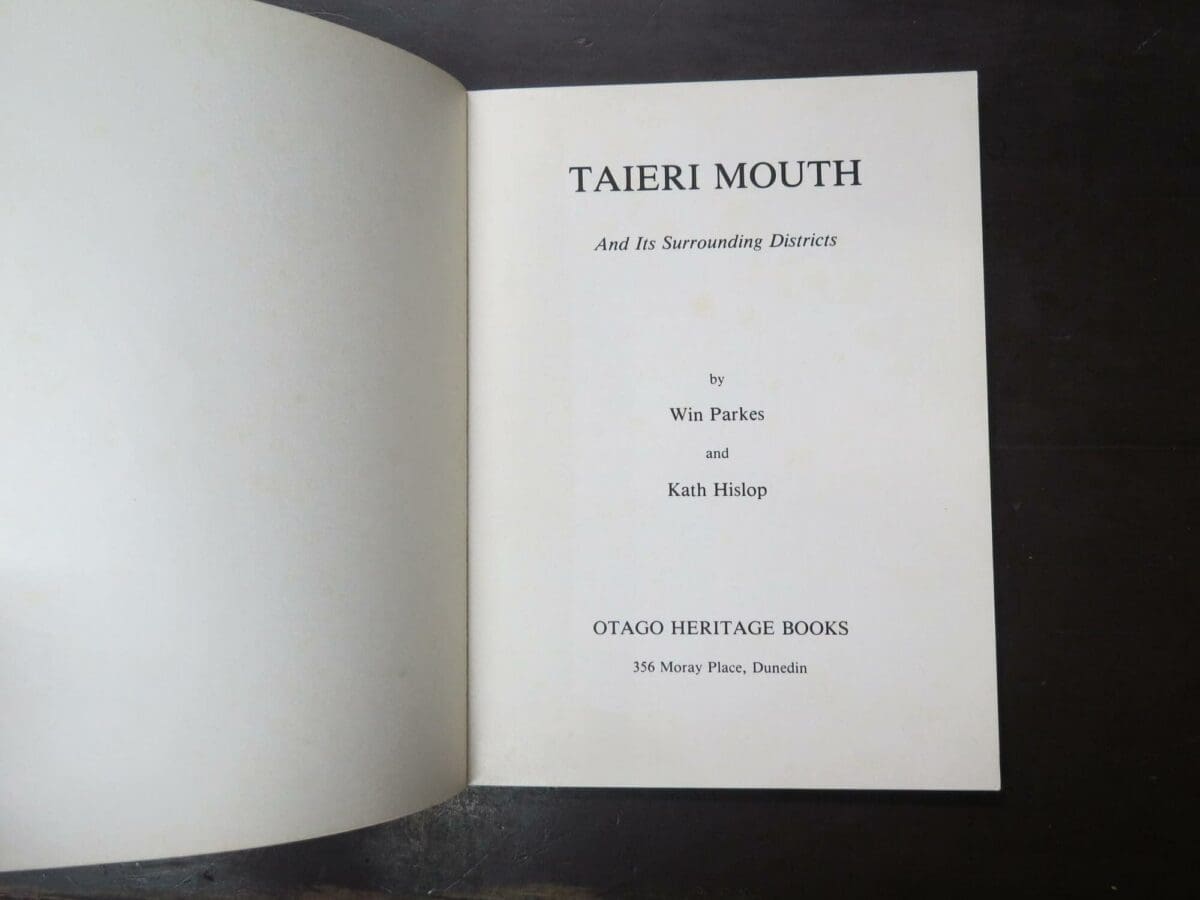 TAIERI MOUTH
And Its Surrounding Districts
by
Win Parkes
and
Kath Hislop
OTAGO HERITAGE BOOKS
356 Moray Place, Dunedin